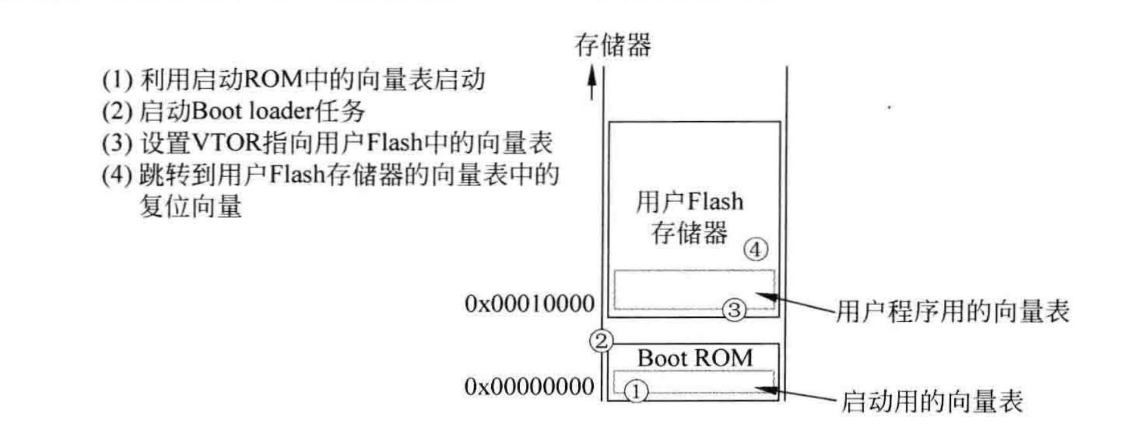 存储器
(1) 利用启动ROM中的向量表启动
(2) 启动Boot loader任务
(3) 设置VTOR指向用户Flash中的向量表
(4) 跳转到用户Flash存储器的向量表中的
复位向量
用户Flash
存储器
④
0x00010000
③
用户程序用的向量表
②
Boot ROM
0x00000000
①
启动用的向量表